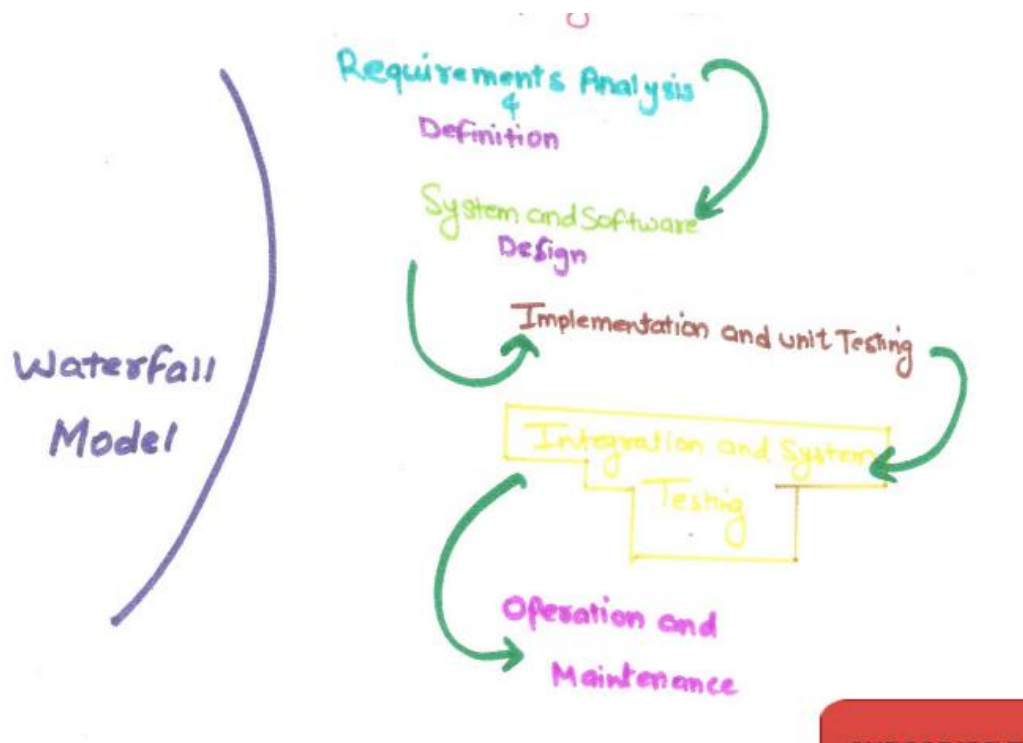 Requirements Analysis
&
Definition
System and Software
Design
Implementation and unit Testing
Waterfall
Model
Integration and System
Testig
Operation and
Maintenance